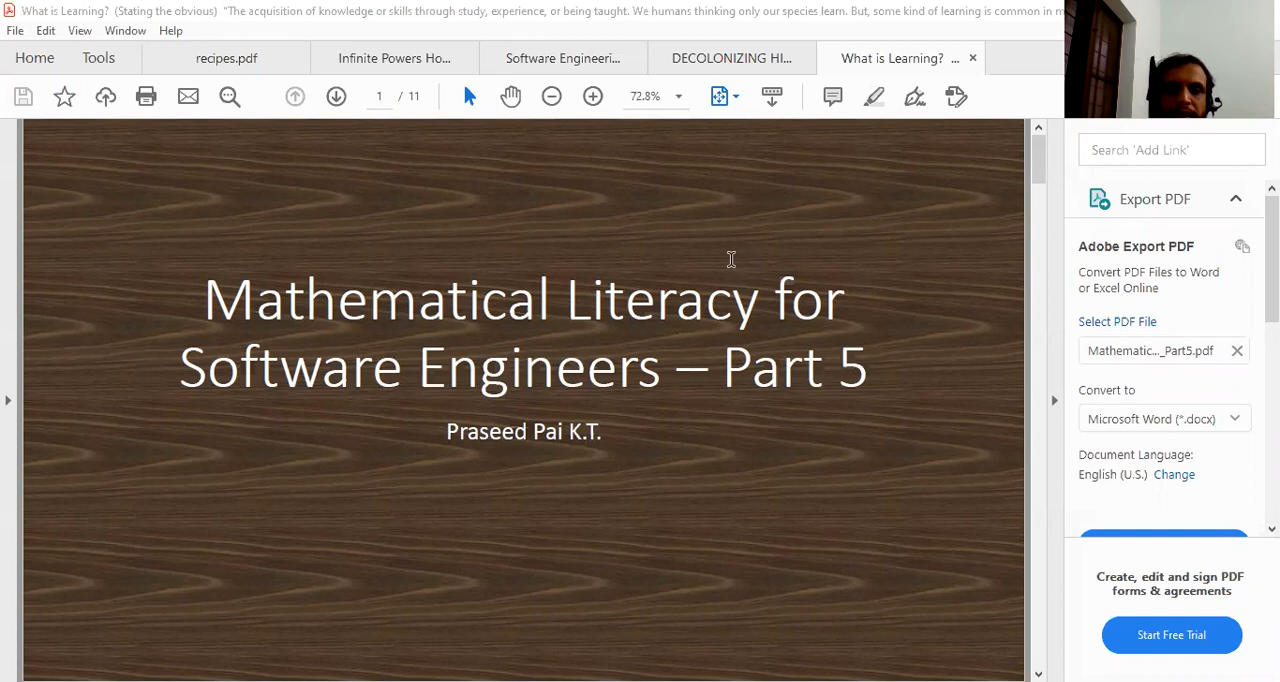 What is Learning? (Stating the obvious) "The acquisition of knowledge or skills through study, experience, or being taught. We humans thinking only our species learn. But, some kind of learning is common in
File Edit View Window Help
Home Tools recipes.pdf Infinite Powers Ho... Software Engineeri... DECOLONIZING HI... What is Learning? ... ×
1 / 11 72.8%
Search 'Add Link'
Export PDF
Adobe Export PDF
Convert PDF Files to Word
or Excel Online
Select PDF File
Mathematic..._Part5.pdf
Convert to
Microsoft Word (*.docx)
Document Language:
English (U.S.) Change
Create, edit and sign PDF
forms & agreements
Start Free Trial
Mathematical Literacy for
Software Engineers – Part 5
Praseed Pai K.T.